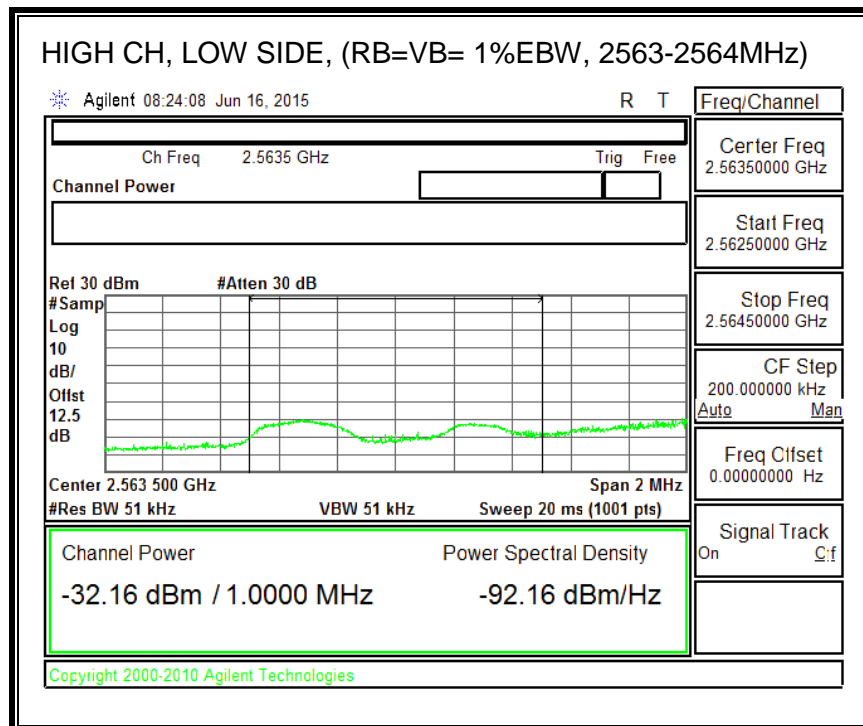 HIGH CH, LOW SIDE, (RB=VB= 1%EBW, 2563-2564MHz)
Agilent 08:24:08 Jun 16, 2015 R T
Freq/Channel
Ch Freq 2.5635 GHz Trig Free
Channel Power
Center Freq
2.56350000 GHz
Start Freq
2.56250000 GHz
Stop Freq
2.56450000 GHz
CF Step
200.000000 kHz
Auto Man
Freq Offset
0.00000000 Hz
Signal Track
On Off
Ref 30 dBm #Atten 30 dB
#Samp
Log
10
dB/
Offst
12.5
dB
Center 2.563 500 GHz Span 2 MHz
#Res BW 51 kHz VBW 51 kHz Sweep 20 ms (1001 pts)
Channel Power Power Spectral Density
-32.16 dBm / 1.0000 MHz -92.16 dBm/Hz
Copyright 2000-2010 Agilent Technologies